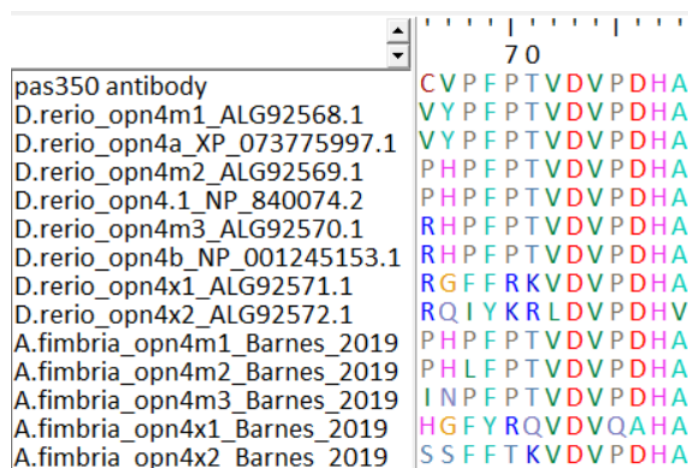 70
pas350 antibody CVPFPTVDVPDHA
D.rerio_opn4m1_ALG92568.1 VYPFPTVDVPDHA
D.rerio_opn4a_XP_073775997.1 VYPFPTVDVPDHA
D.rerio_opn4m2_ALG92569.1 PHPFPTVDVPDHA
D.rerio_opn4.1_NP_840074.2 PHPFPTVDVPDHA
D.rerio_opn4m3_ALG92570.1 RHPFPTVDVPDHA
D.rerio_opn4b_NP_001245153.1 RHPFPTVDVPDHA
D.rerio_opn4x1_ALG92571.1 RGFFRKVDVPDHA
D.rerio_opn4x2_ALG92572.1 RQIYKRLDVPDHV
A.fimbria_opn4m1_Barnes_2019 PHPFPTVDVPDHA
A.fimbria_opn4m2_Barnes_2019 PHLFPTVDVPDHA
A.fimbria_opn4m3_Barnes_2019 INPFPTVDVPDHA
A.fimbria_opn4x1_Barnes_2019 HGFYRQVDVQAHA
A.fimbria_opn4x2_Barnes_2019 SSFFTKVDVPDHA